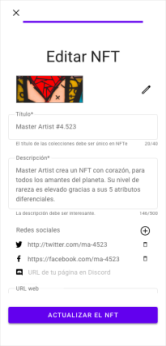 Editar NFT
Título*
Master Artist #4.523
El título de las colecciones debe ser único en NFTe 20/40
Descripción*
Master Artist crea un NFT con corazón, para
todos los amantes del planeta. Su nivel de
rareza es elevado gracias a sus 5 atributos
diferenciales.
La descripción debe ser interesante. 146/500
Redes sociales
http://twitter.com/ma-4523
https://facebook.com/ma-4523
URL de tu página en Discord
URL web
ACTUALIZAR EL NFT